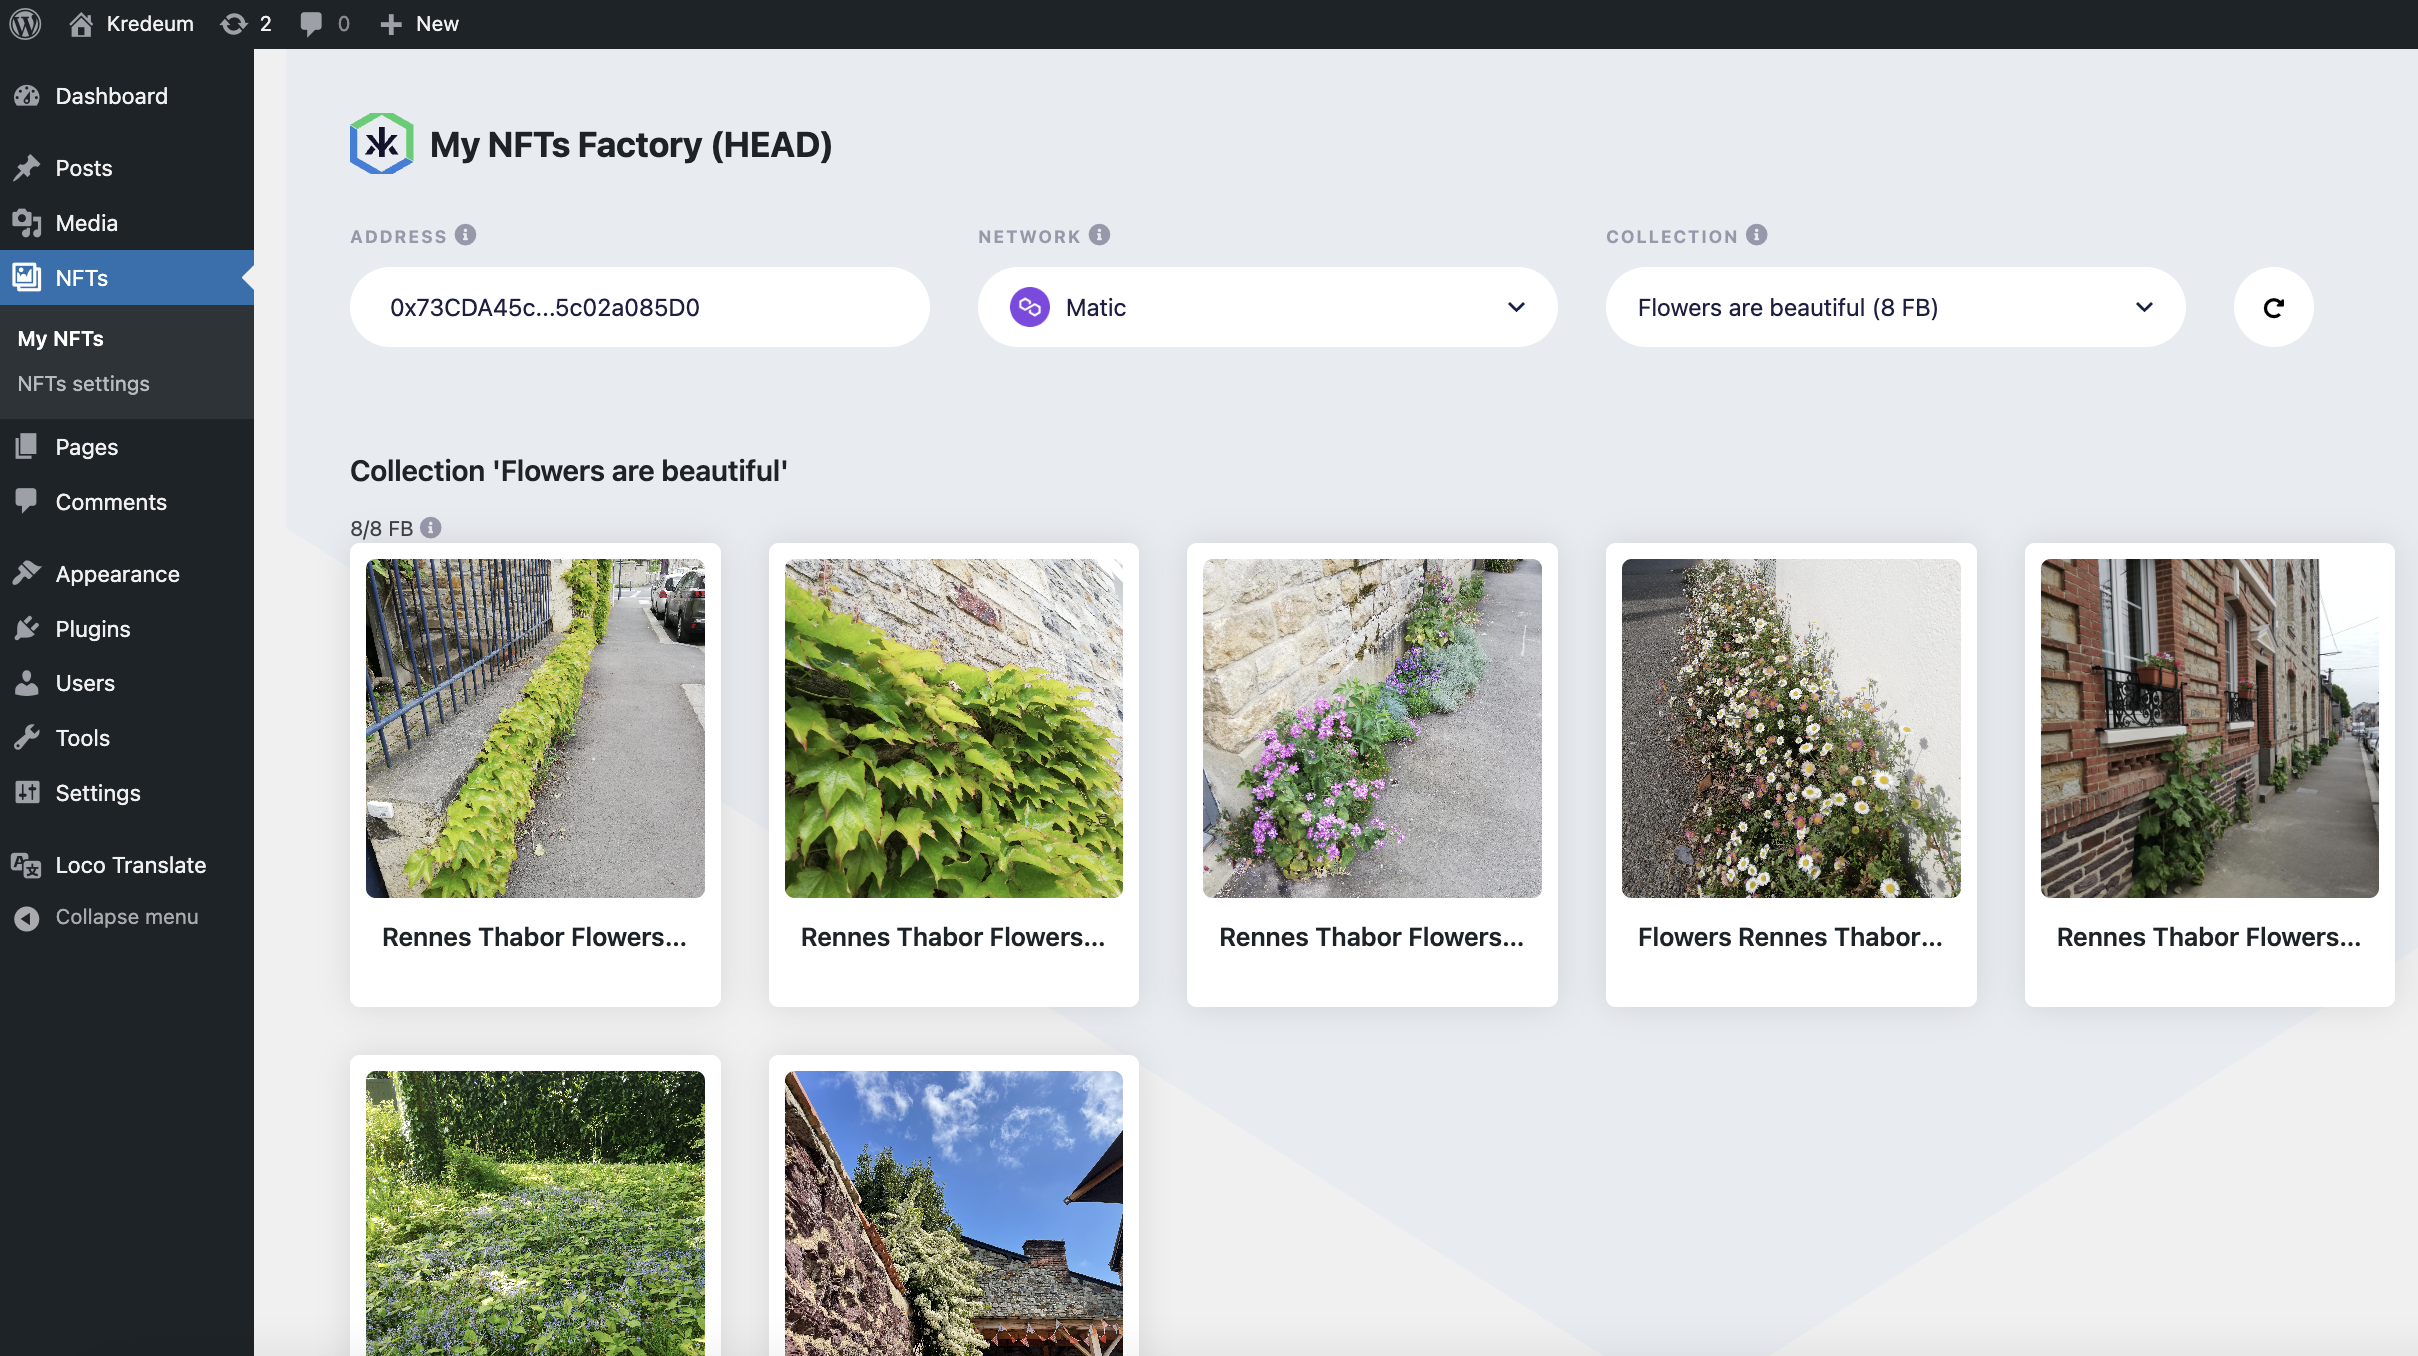 Kredeum
2
0
New
Dashboard
Posts
Media
NFTs
My NFTs
NFTs settings
Pages
Comments
Appearance
Plugins
Users
Tools
Settings
Loco Translate
Collapse menu
My NFTs Factory (HEAD)
ADDRESS
NETWORK
COLLECTION
0x73CDA45c...5c02a085D0
Matic
Flowers are beautiful (8 FB)
Collection 'Flowers are beautiful'
8/8 FB
Rennes Thabor Flowers...
Rennes Thabor Flowers...
Rennes Thabor Flowers...
Flowers Rennes Thabor...
Rennes Thabor Flowers...